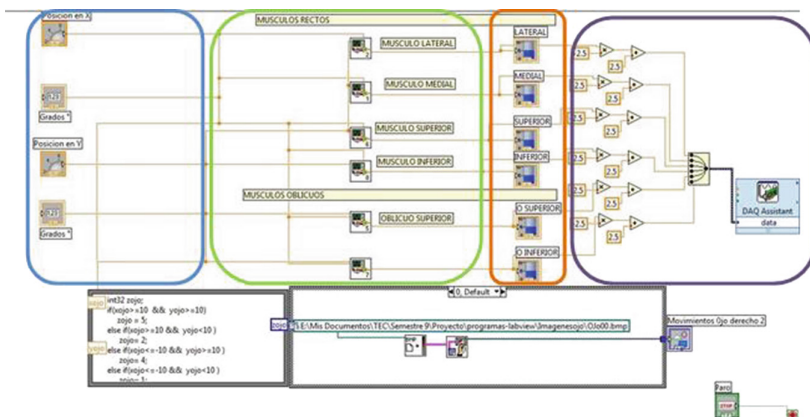 Posicion en X
Grados °
Posicion en Y
Grados °
MUSCULOS RECTOS
MUSCULO LATERAL
MUSCULO MEDIAL
MUSCULO SUPERIOR
MUSCULO INFERIOR
MUSCULOS OBLICUOS
OBLICUO SUPERIOR
LATERAL
MEDIAL
SUPERIOR
INFERIOR
O SUPERIOR
O INFERIOR
2.5
2.5
2.5
2.5
2.5
2.5
2.5
2.5
2.5
2.5
2.5
2.5
DAQ Assistant
data
xojo
yojo
int32 zojo;
if(xojo>=10 && yojo>=10)
zojo = 5;
else if(xojo>=10 && yojo<10 )
zojo= 2;
else if(xojo<=-10 && yojo>=10 )
zojo= 4;
else if(xojo<=-10 && yojo<10 )
zojo
0, Default
E:\Mis Documentos\TEC\Semestre 9\Proyecto\programas-labview\Imagenesojo\OJo00.bmp
Movimientos Ojo derecho 2
Paro
STOP